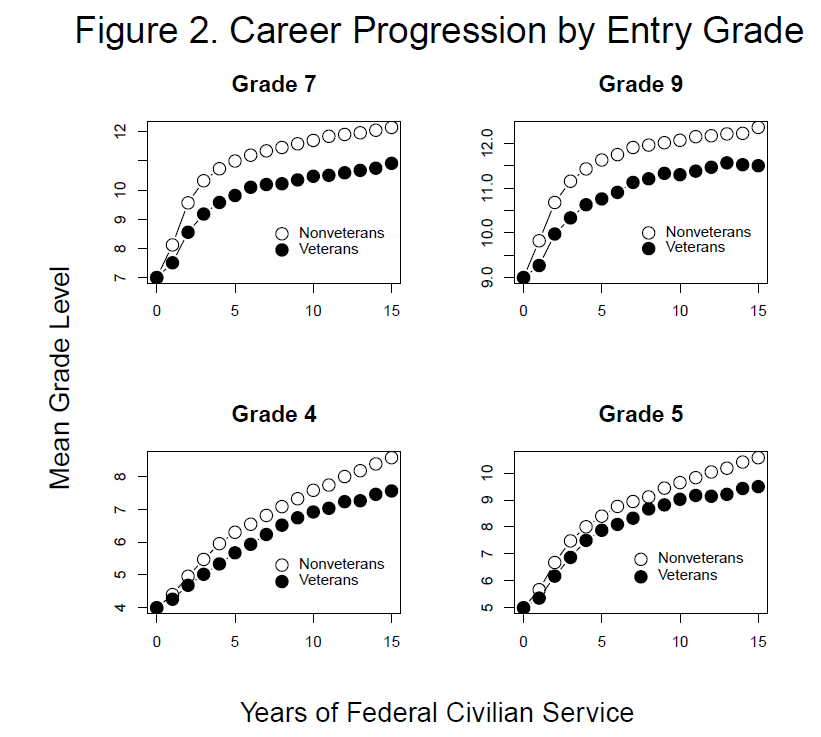 Figure 2. Career Progression by Entry Grade
Grade 7
12
10
9
8
7
0 5 10 15
Nonveterans
Veterans
Grade 9
12.0
11.0
10.0
9.0
0 5 10 15
Nonveterans
Veterans
Mean Grade Level
Grade 4
8
7
6
5
4
0 5 10 15
Nonveterans
Veterans
Grade 5
10
9
8
7
6
5
0 5 10 15
Nonveterans
Veterans
Years of Federal Civilian Service